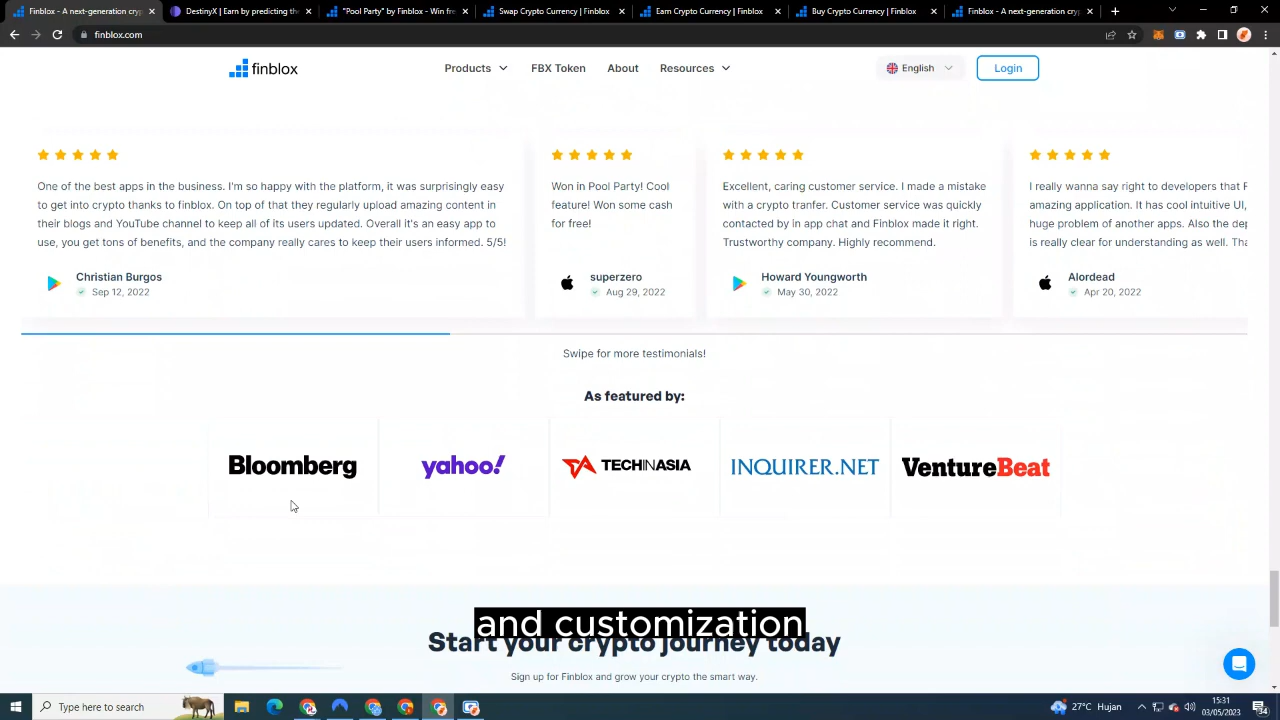 Finblox - A next-generation cryp
DestinyX | Earn by predicting the
"Pool Party" by Finblox - Win fre
Swap Crypto Currency | Finblox
Earn Crypto Currency | Finblox
Buy Crypto Currency | Finblox
Finblox - A next-generation cryp
finblox.com
finblox
Products
FBX Token
About
Resources
English
Login
One of the best apps in the business. I'm so happy with the platform, it was surprisingly easy
to get into crypto thanks to finblox. On top of that they regularly upload amazing content in
their blogs and YouTube channel to keep all of its users updated. Overall it's an easy app to
use, you get tons of benefits, and the company really cares to keep their users informed. 5/5!
Christian Burgos
Sep 12, 2022
Won in Pool Party! Cool
feature! Won some cash
for free!
superzero
Aug 29, 2022
Excellent, caring customer service. I made a mistake
with a crypto tranfer. Customer service was quickly
contacted by in app chat and Finblox made it right.
Trustworthy company. Highly recommend.
Howard Youngworth
May 30, 2022
I really wanna say right to developers that F
amazing application. It has cool intuitive UI,
huge problem of another apps. Also the dep
is really clear for understanding as well. Tha
Alordead
Apr 20, 2022
Swipe for more testimonials!
As featured by:
Bloomberg
yahoo!
TECHINASIA
INQUIRER.NET
VentureBeat
and customization
Start your crypto journey today
Sign up for Finblox and grow your crypto the smart way.
Type here to search
27°C Hujan
15:31
03/05/2023